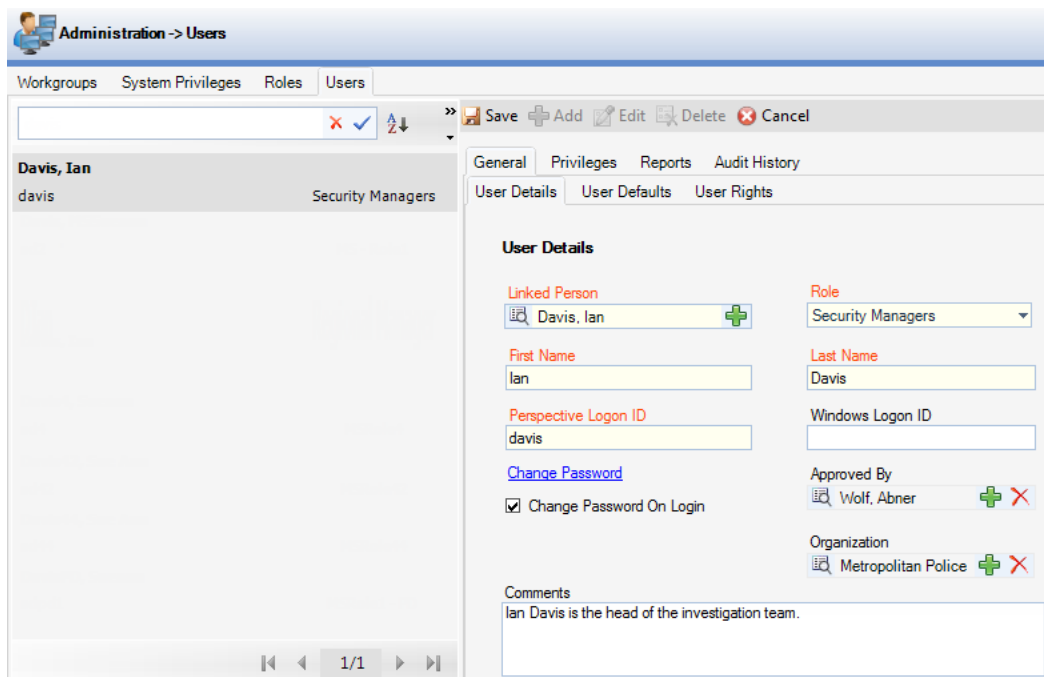 Administration -> Users
Workgroups System Privileges Roles Users
A Z
Save Add Edit Delete Cancel
Davis, Ian
davis Security Managers
General Privileges Reports Audit History
User Details User Defaults User Rights
User Details
Linked Person Role
Davis, Ian Security Managers
First Name Last Name
Ian Davis
Perspective Logon ID Windows Logon ID
davis
Change Password Approved By
Change Password On Login Wolf, Abner
Organization
Metropolitan Police
Comments
Ian Davis is the head of the investigation team.
1/1